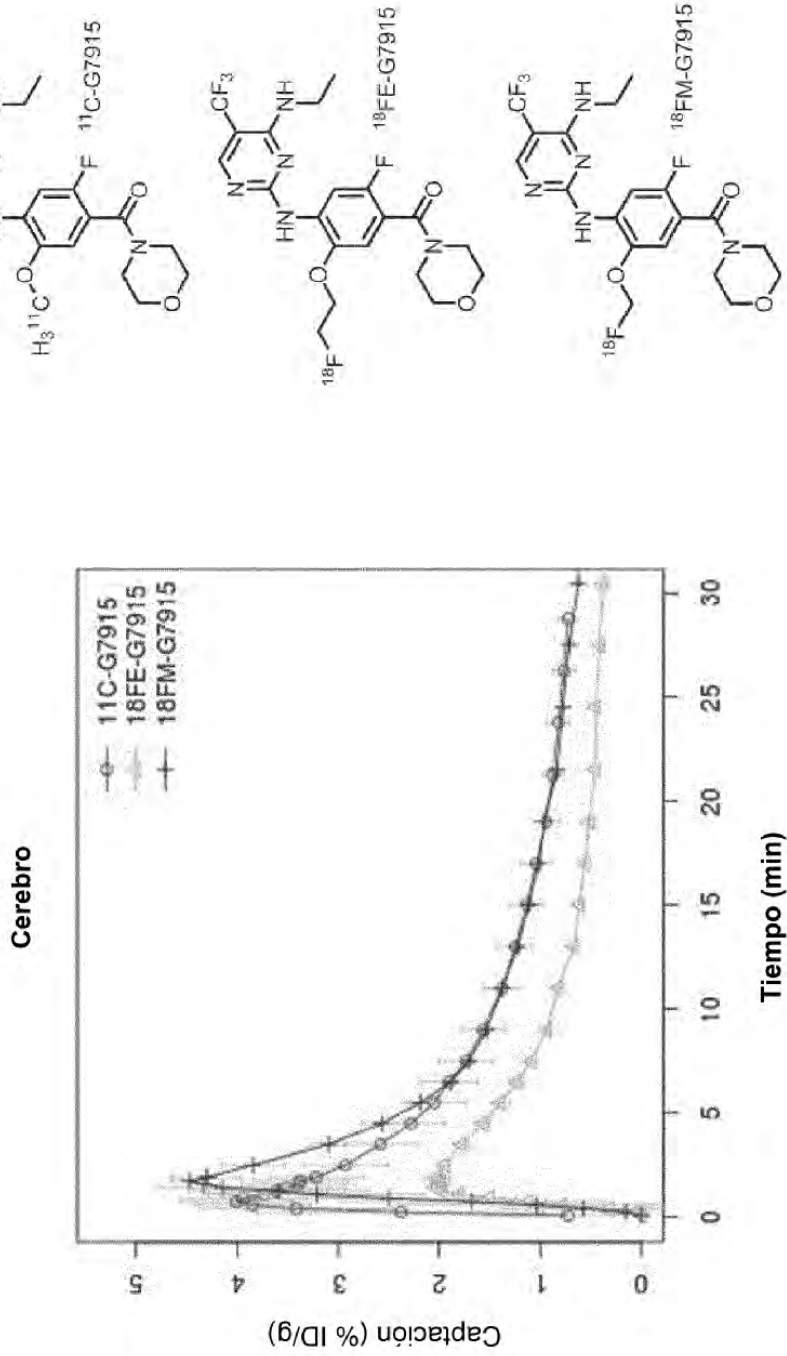 Cerebro
Captación (% ID/g)
5
4
3
2
1
0
11C-G7915
18FE-G7915
18FM-G7915
0
5
10
15
20
25
30
Tiempo (min)
H₃¹¹C
O
F
O
N
O
¹¹C-G7915
CF₃
N
N
NH
HN
O
¹⁸F
F
O
N
O
¹⁸FE-G7915
CF₃
N
N
NH
HN
O
¹⁸F
F
O
N
O
¹⁸FM-G7915